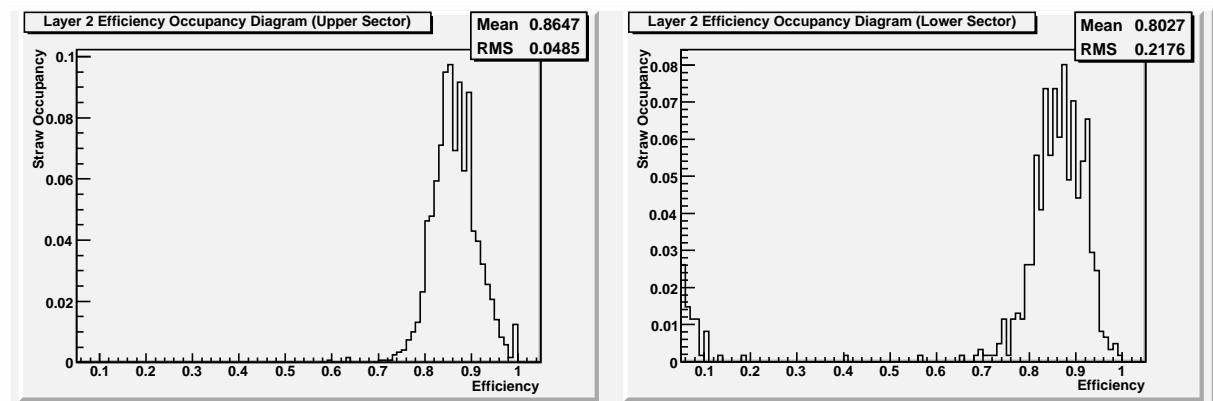 Layer 2 Efficiency Occupancy Diagram (Upper Sector)
Mean 0.8647
RMS 0.0485
Straw Occupancy
0.1
0.08
0.06
0.04
0.02
0
0.1 0.2 0.3 0.4 0.5 0.6 0.7 0.8 0.9 1
Efficiency
Layer 2 Efficiency Occupancy Diagram (Lower Sector)
Mean 0.8027
RMS 0.2176
Straw Occupancy
0.08
0.07
0.06
0.05
0.04
0.03
0.02
0.01
0
0.1 0.2 0.3 0.4 0.5 0.6 0.7 0.8 0.9 1
Efficiency